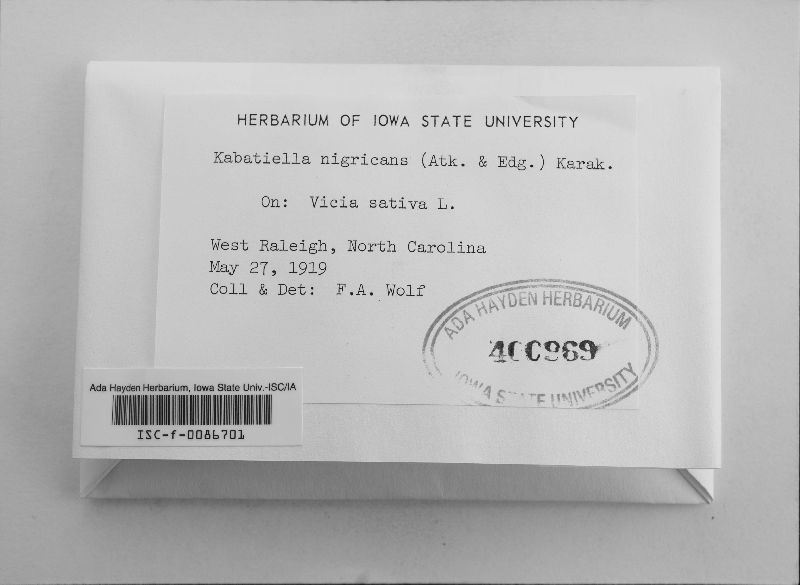 HERBARIUM OF IOWA STATE UNIVERSITY
Kabatiella nigricans (Atk. & Edg.) Karak.
On: Vicia sativa L.
West Raleigh, North Carolina
May 27, 1919
Coll & Det: F.A. Wolf
ADA HAYDEN HERBARIUM
IOWA STATE UNIVERSITY
Ada Hayden Herbarium, Iowa State Univ.-ISC/IA
ISC-f-0086701